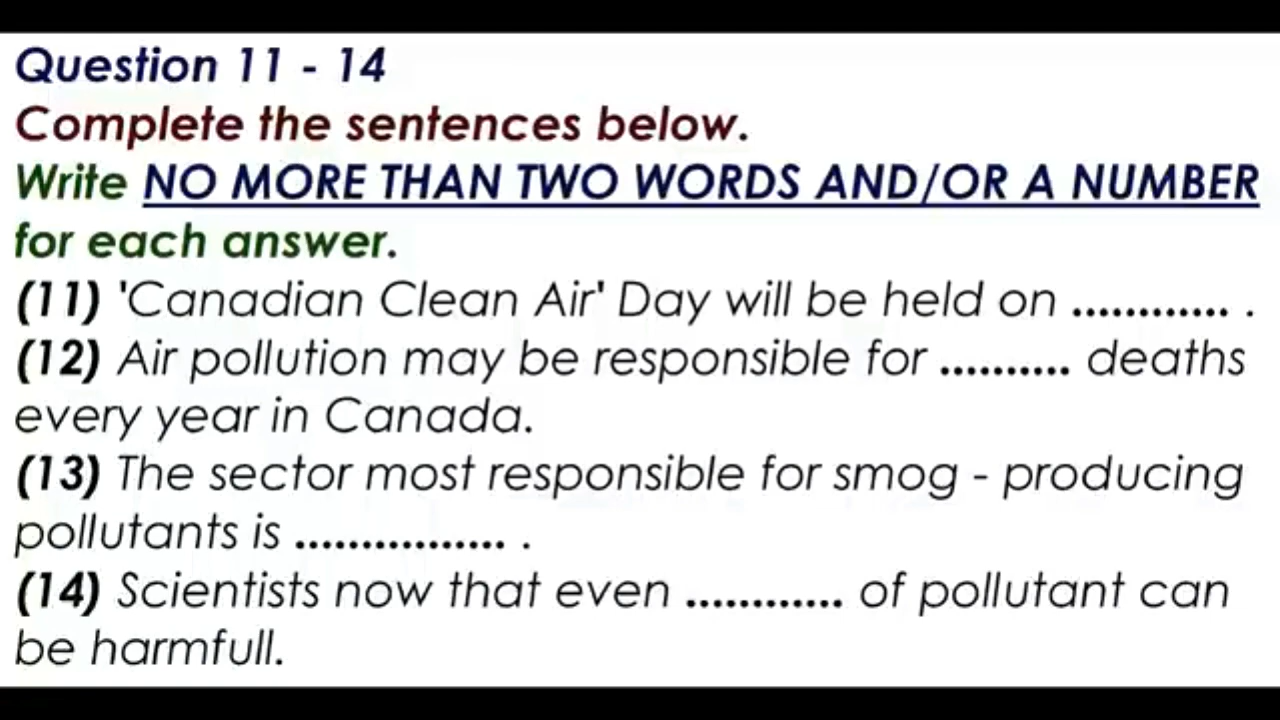 Question 11 - 14
Complete the sentences below.
Write NO MORE THAN TWO WORDS AND/OR A NUMBER
for each answer.
(11) 'Canadian Clean Air' Day will be held on ............ .
(12) Air pollution may be responsible for .......... deaths
every year in Canada.
(13) The sector most responsible for smog - producing
pollutants is ................ .
(14) Scientists now that even ............ of pollutant can
be harmfull.